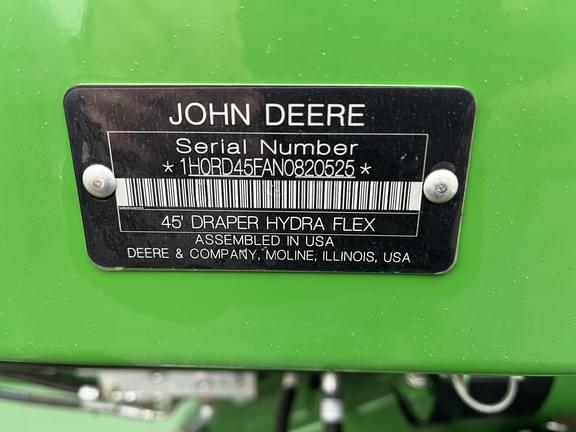 JOHN DEERE
Serial Number
*1H0RD45FAN0820525*
45' DRAPER HYDRA FLEX
ASSEMBLED IN USA
DEERE & COMPANY, MOLINE, ILLINOIS, USA